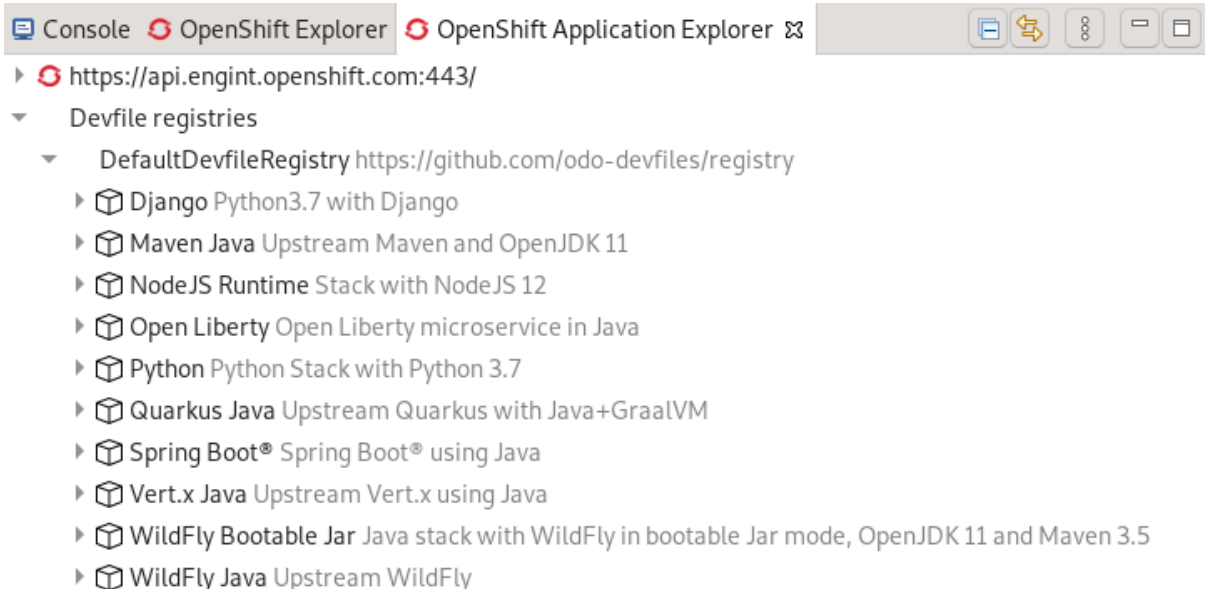 Console OpenShift Explorer OpenShift Application Explorer
https://api.engint.openshift.com:443/
Devfile registries
DefaultDevfileRegistry https://github.com/odo-devfiles/registry
Django Python3.7 with Django
Maven Java Upstream Maven and OpenJDK 11
NodeJS Runtime Stack with NodeJS 12
Open Liberty Open Liberty microservice in Java
Python Python Stack with Python 3.7
Quarkus Java Upstream Quarkus with Java+GraalVM
Spring Boot® Spring Boot® using Java
Vert.x Java Upstream Vert.x using Java
WildFly Bootable Jar Java stack with WildFly in bootable Jar mode, OpenJDK 11 and Maven 3.5
WildFly Java Upstream WildFly